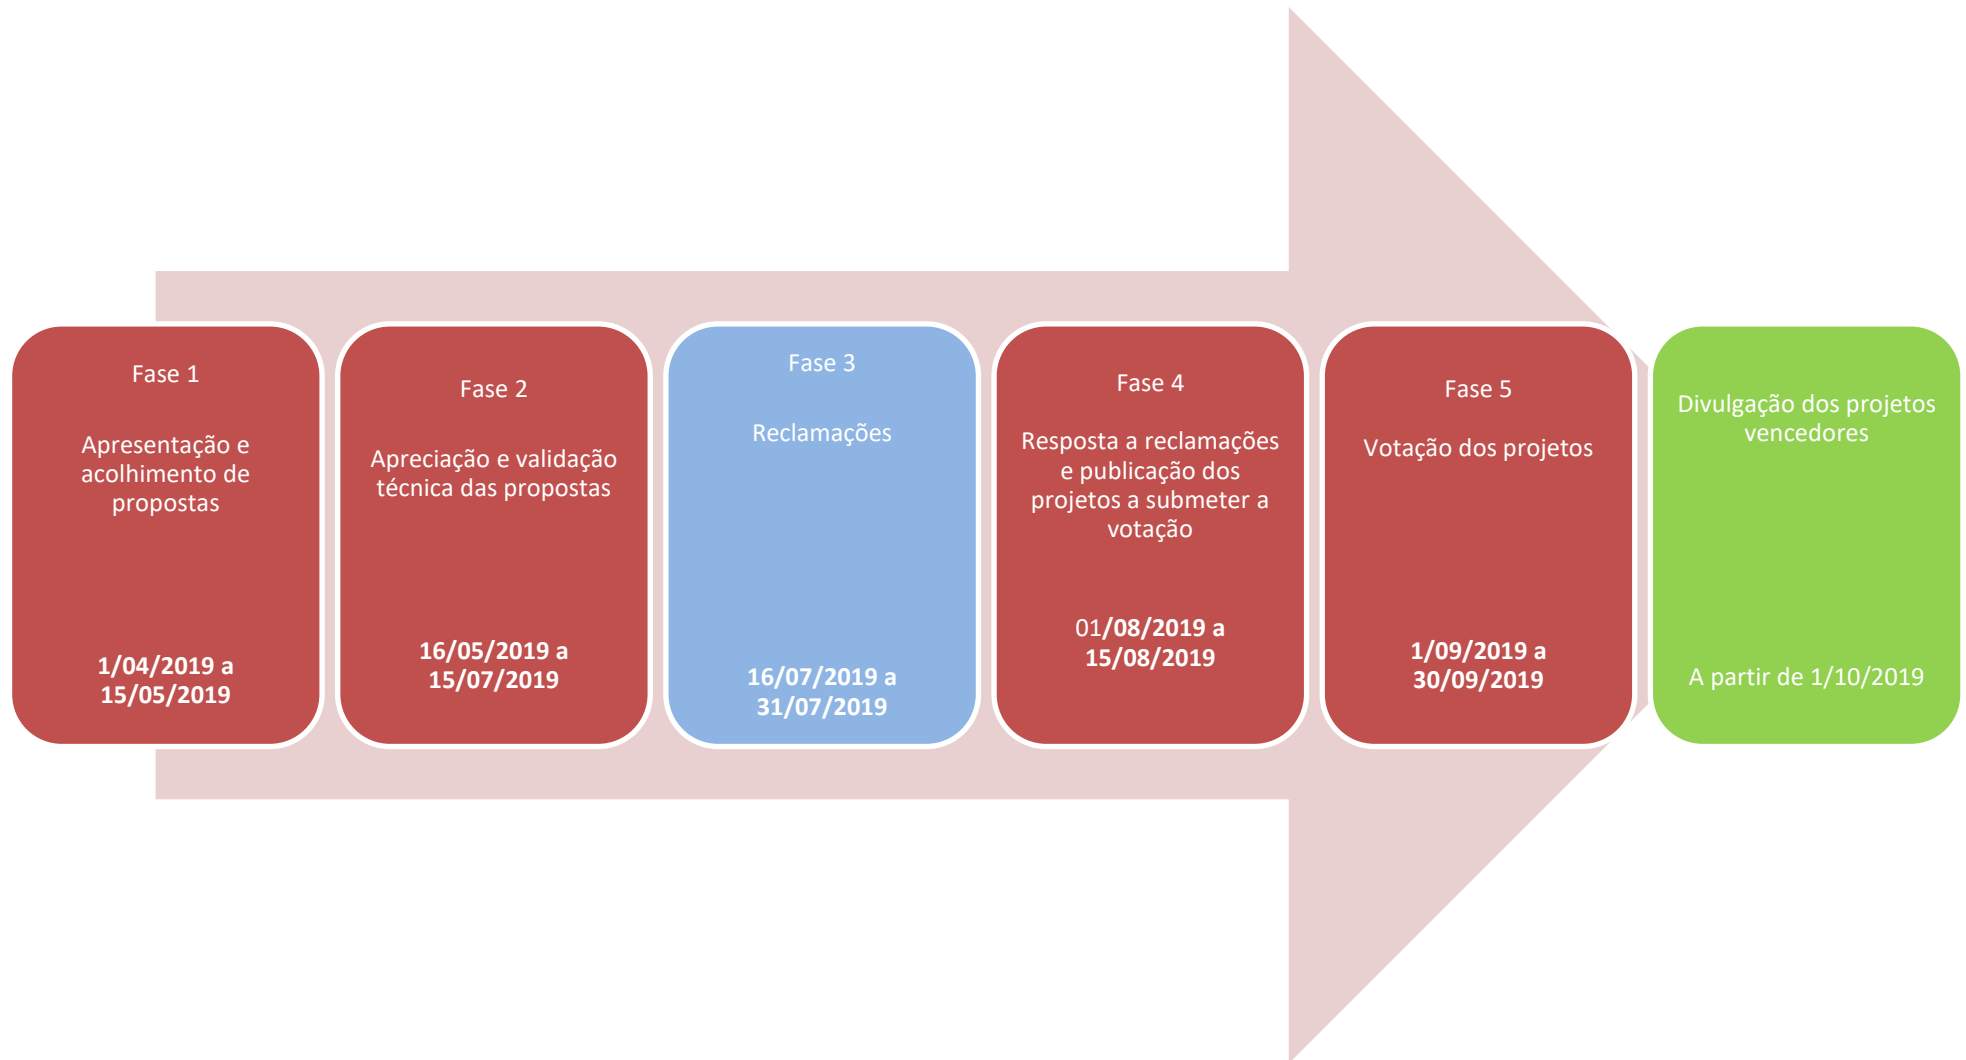 Fase 1
Apresentação e
acolhimento de
propostas
1/04/2019 a
15/05/2019
Fase 2
Apreciação e validação
técnica das propostas
16/05/2019 a
15/07/2019
Fase 3
Reclamações
16/07/2019 a
31/07/2019
Fase 4
Resposta a reclamações
e publicação dos
projetos a submeter a
votação
01/08/2019 a
15/08/2019
Fase 5
Votação dos projetos
1/09/2019 a
30/09/2019
Divulgação dos projetos
vencedores
A partir de 1/10/2019